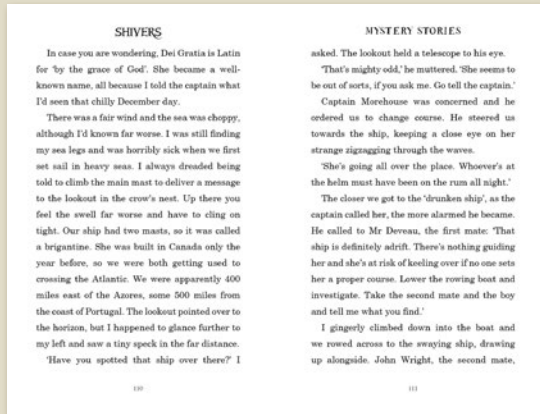 SHIVERS
In case you are wondering, Dei Gratia is Latin
for 'by the grace of God'. She became a well-
known name, all because I told the captain what
I'd seen that chilly December day.
There was a fair wind and the sea was choppy,
although I'd known far worse. I was still finding
my sea legs and was horribly sick when we first
set sail in heavy seas. I always dreaded being
told to climb the main mast to deliver a message
to the lookout in the crow's nest. Up there you
feel the swell far worse and have to cling on
tight. Our ship had two masts, so it was called
a brigantine. She was built in Canada only the
year before, so we were both getting used to
crossing the Atlantic. We were apparently 400
miles east of the Azores, some 500 miles from
the coast of Portugal. The lookout pointed over to
the horizon, but I happened to glance further to
my left and saw a tiny speck in the far distance.
'Have you spotted that ship over there?' I
110
MYSTERY STORIES
asked. The lookout held a telescope to his eye.
'That's mighty odd,' he muttered. 'She seems to
be out of sorts, if you ask me. Go tell the captain.'
Captain Morehouse was concerned and he
ordered us to change course. He steered us
towards the ship, keeping a close eye on her
strange zigzagging through the waves.
'She's going all over the place. Whoever's at
the helm must have been on the rum all night.'
The closer we got to the 'drunken ship', as the
captain called her, the more alarmed he became.
He called to Mr Deveau, the first mate: 'That
ship is definitely adrift. There's nothing guiding
her and she's at risk of keeling over if no one sets
her a proper course. Lower the rowing boat and
investigate. Take the second mate and the boy
and tell me what you find.'
I gingerly climbed down into the boat and
we rowed across to the swaying ship, drawing
up alongside. John Wright, the second mate,
111